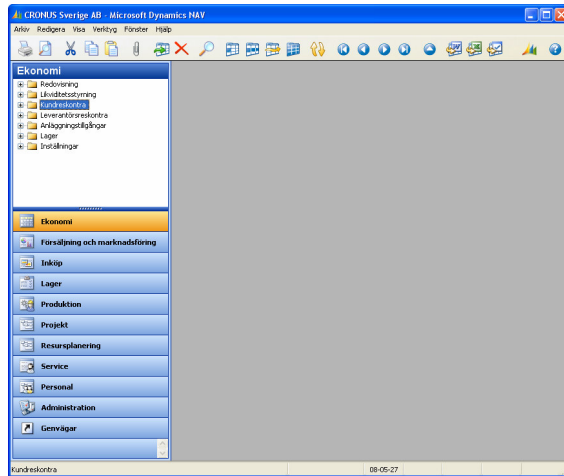 CRONUS Sverige AB - Microsoft Dynamics NAV
Arkiv Redigera Visa Verktyg Fönster Hjälp
Ekonomi
Redovisning
Likviditetsstyrning
Kundreskontra
Leverantörsreskontra
Anläggningstillgångar
Lager
Inställningar
Ekonomi
Försäljning och marknadsföring
Inköp
Lager
Produktion
Projekt
Resursplanering
Service
Personal
Administration
Genvägar
Kundreskontra 08-05-27